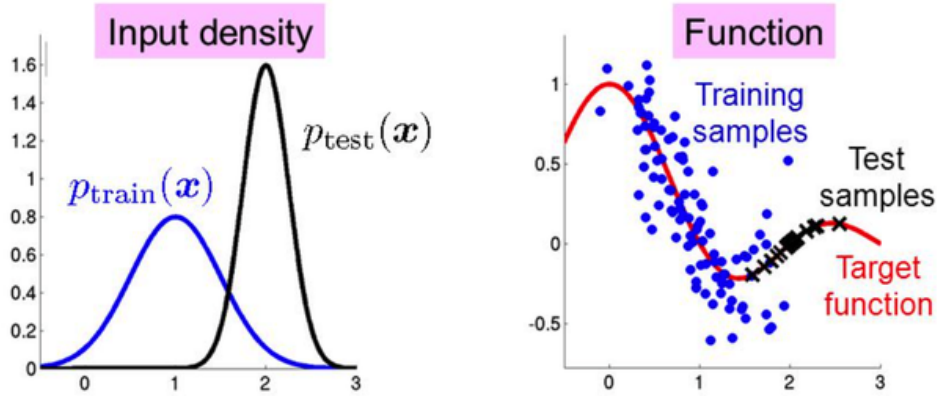 Input density
1.6
1.4
1.2
1
0.8
0.6
0.4
0.2
0
0 1 2 3
p_train(x)
p_test(x)
Function
1
0.5
0
-0.5
0 1 2 3
Training
samples
Test
samples
Target
function